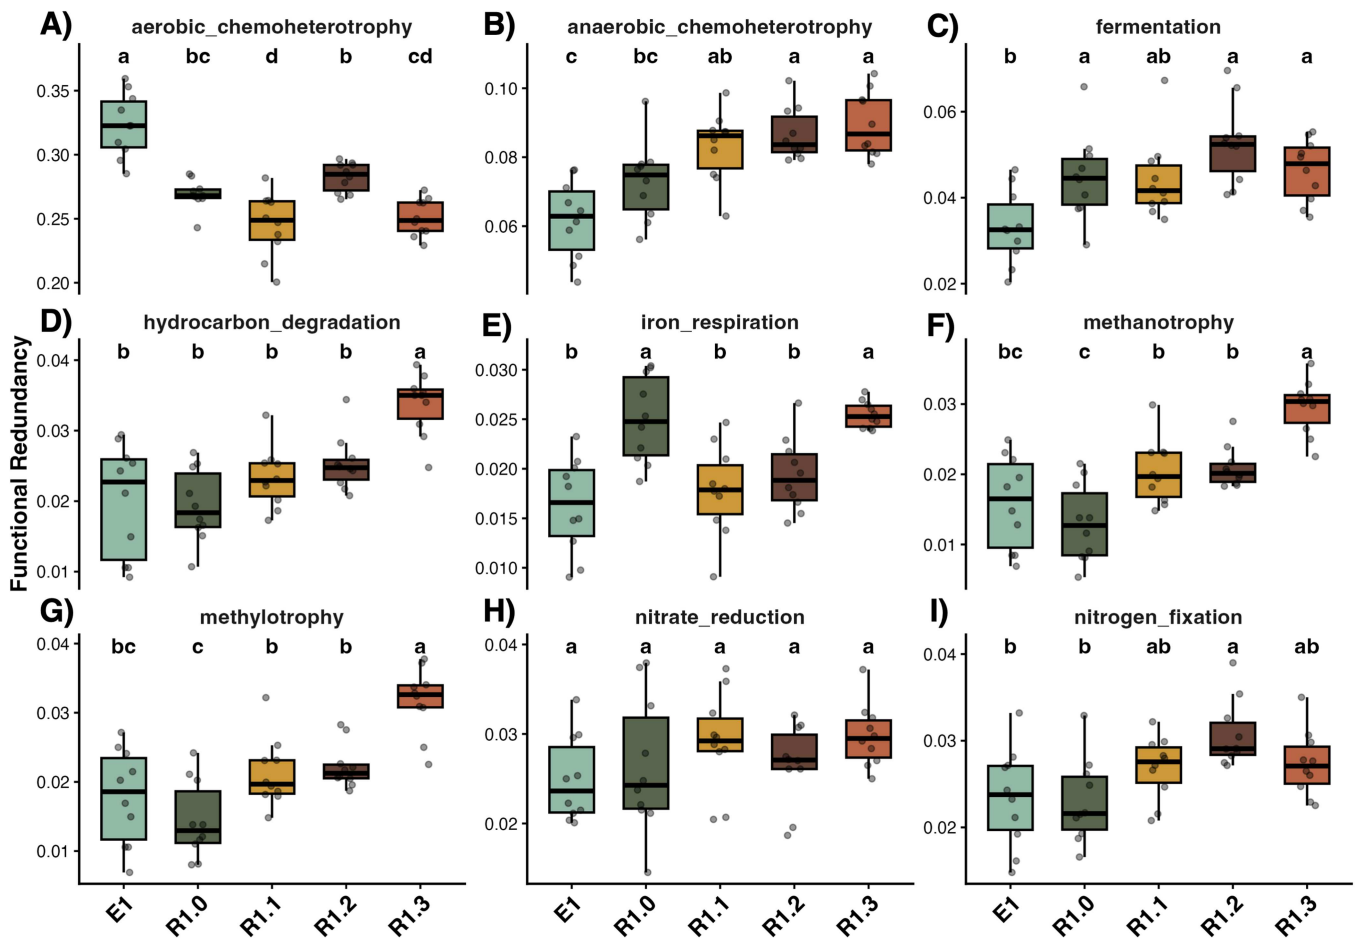 A) aerobic_chemoheterotrophy
a bc d b cd
0.35
0.30
0.25
0.20
B) anaerobic_chemoheterotrophy
c bc ab a a
0.10
0.08
0.06
C) fermentation
b a ab a a
0.06
0.04
0.02
Functional Redundancy
D) hydrocarbon_degradation
b b b b a
0.04
0.03
0.02
0.01
E) iron_respiration
b a b b a
0.030
0.025
0.020
0.015
0.010
F) methanotrophy
bc c b b a
0.03
0.02
0.01
G) methylotrophy
bc c b b a
0.04
0.03
0.02
0.01
E1 R1.0 R1.1 R1.2 R1.3
H) nitrate_reduction
a a a a a
0.04
0.03
0.02
E1 R1.0 R1.1 R1.2 R1.3
I) nitrogen_fixation
b b ab a ab
0.04
0.03
0.02
E1 R1.0 R1.1 R1.2 R1.3